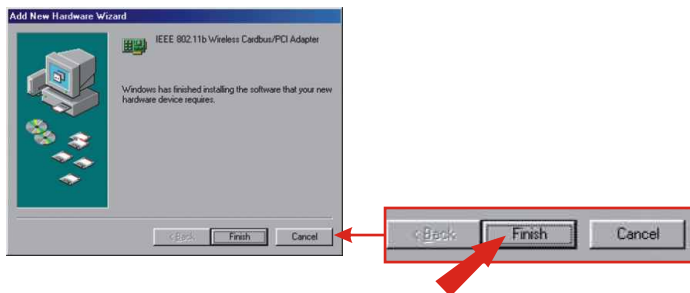 Add New Hardware Wizard
IEEE 802.11b Wireless Cardbus/PCI Adapter
Windows has finished installing the software that your new
hardware device requires.
< Back Finish Cancel
< Back Finish Cancel